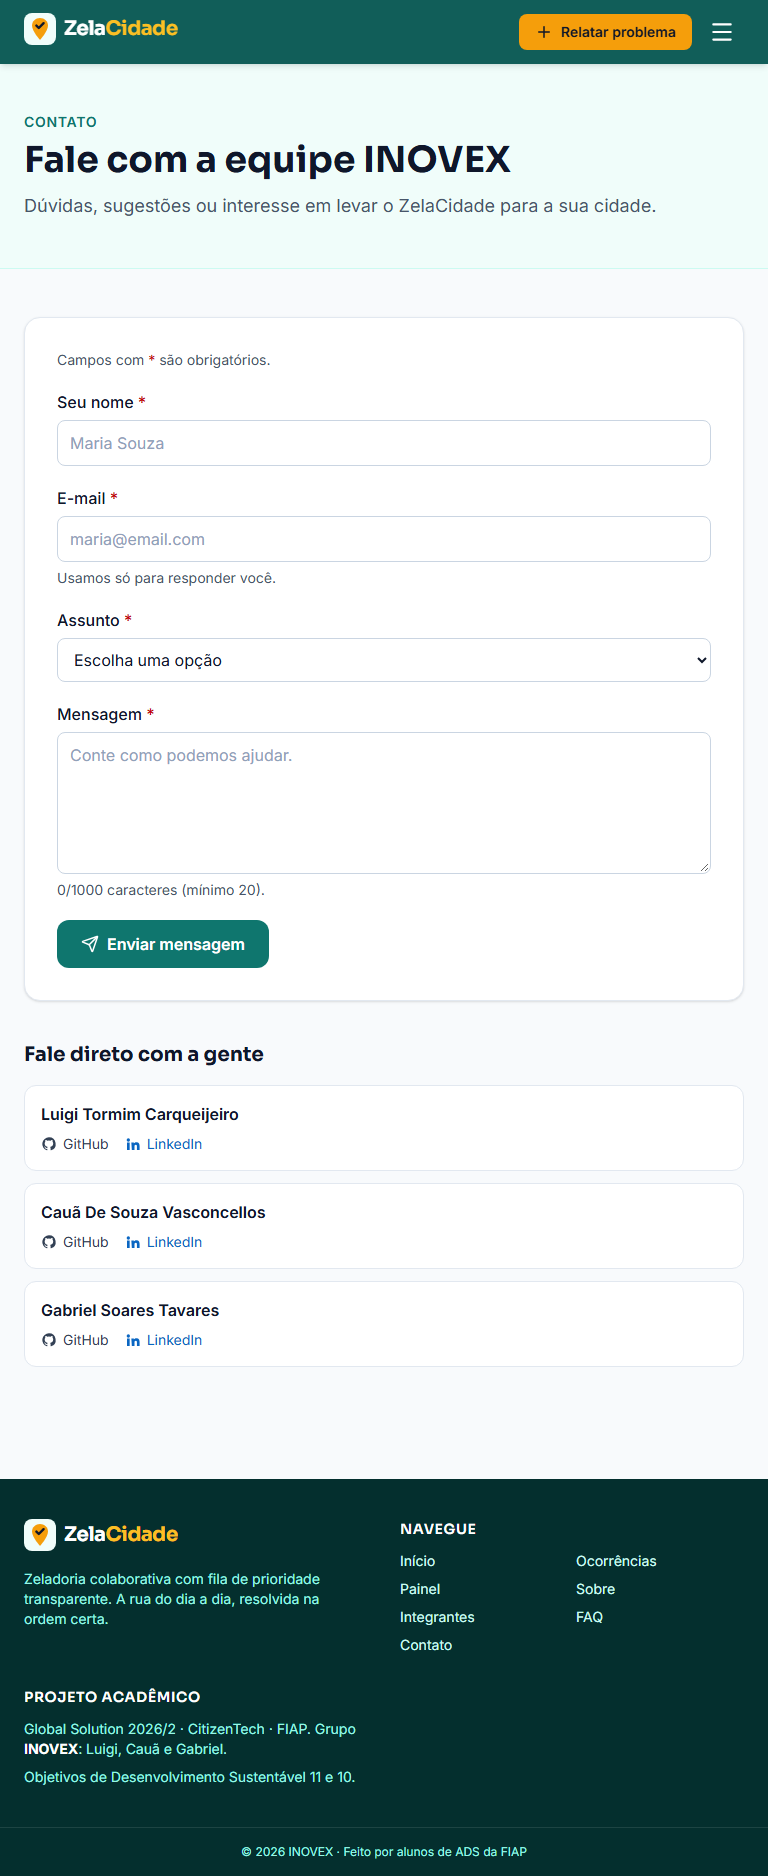 ZelaCidade
Relatar problema
CONTATO
Fale com a equipe INOVEX
Dúvidas, sugestões ou interesse em levar o ZelaCidade para a sua cidade.
Campos com * são obrigatórios.
Seu nome *
Maria Souza
E-mail *
maria@email.com
Usamos só para responder você.
Assunto *
Escolha uma opção
Mensagem *
Conte como podemos ajudar.
0/1000 caracteres (mínimo 20).
Enviar mensagem
Fale direto com a gente
Luigi Tormim Carqueijeiro
GitHub LinkedIn
Cauã De Souza Vasconcellos
GitHub LinkedIn
Gabriel Soares Tavares
GitHub LinkedIn
ZelaCidade
Zeladoria colaborativa com fila de prioridade
transparente. A rua do dia a dia, resolvida na
ordem certa.
NAVEGUE
Início Ocorrências
Painel Sobre
Integrantes FAQ
Contato
PROJETO ACADÊMICO
Global Solution 2026/2 · CitizenTech · FIAP. Grupo
INOVEX: Luigi, Cauã e Gabriel.
Objetivos de Desenvolvimento Sustentável 11 e 10.
© 2026 INOVEX · Feito por alunos de ADS da FIAP